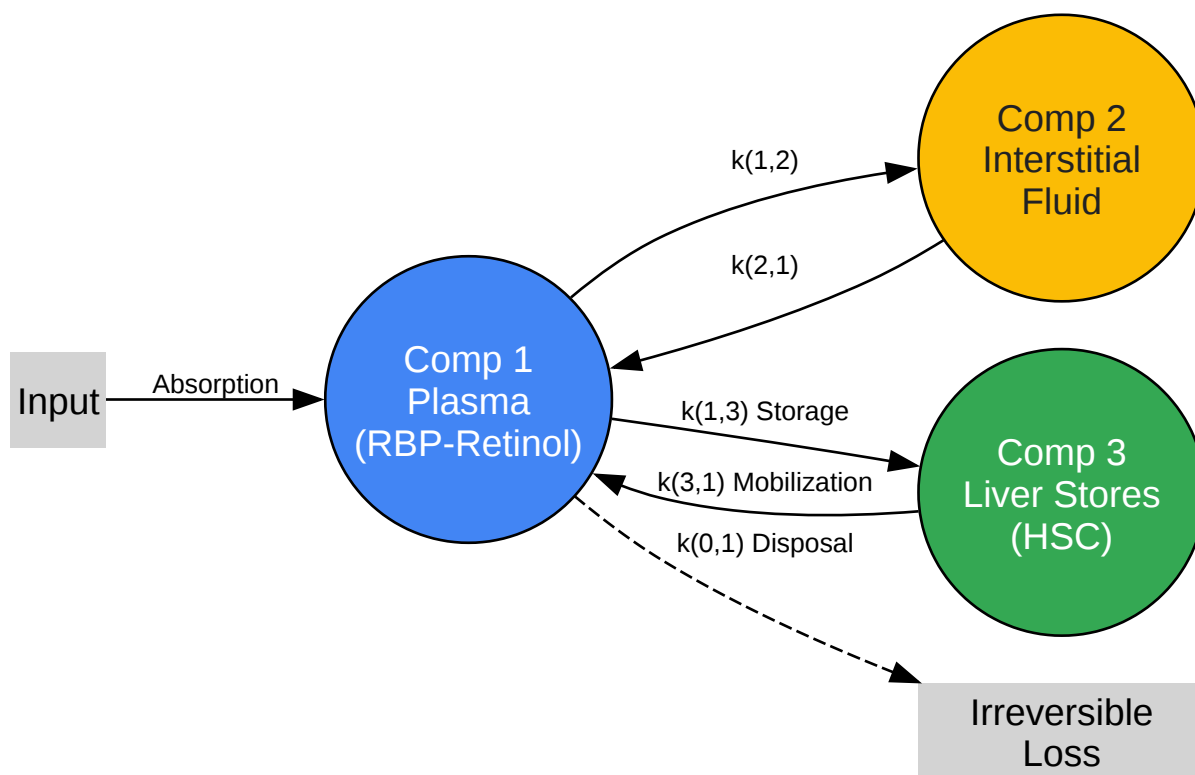 Comp 2
Interstitial
Fluid
k(1,2)
k(2,1)
Comp 1
Plasma
(RBP-Retinol)
Input
Absorption
k(1,3) Storage
k(3,1) Mobilization
k(0,1) Disposal
Comp 3
Liver Stores
(HSC)
Irreversible
Loss